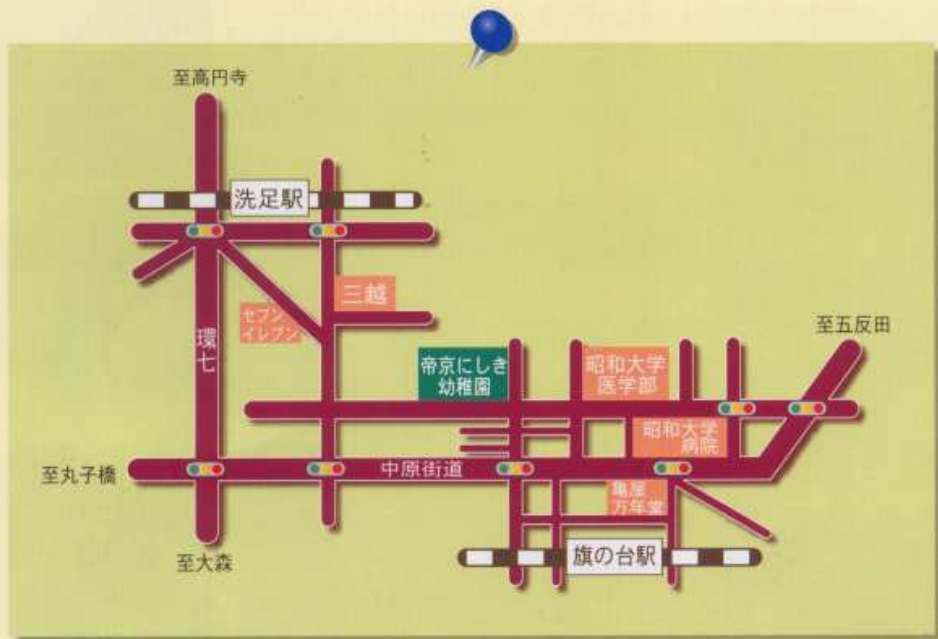 至高円寺
洗足駅
三越
セブン
イレブン
環七
至五反田
帝京にしき
幼稚園
昭和大学
医学部
昭和大学
病院
至丸子橋
中原街道
亀屋
万年堂
至大森
旗の台駅